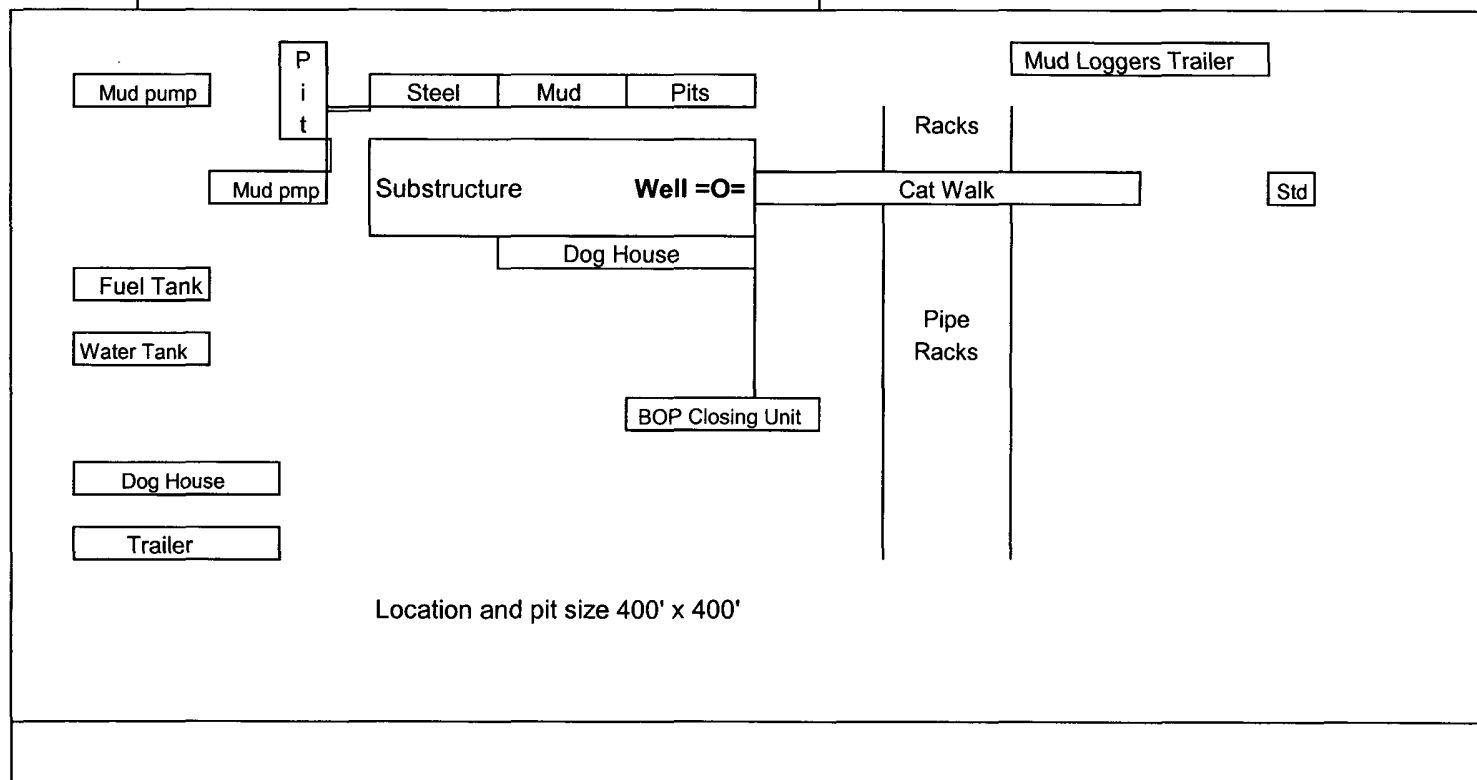 Mud Loggers Trailer
P
i
t
Mud pump
Steel Mud Pits
Racks
Mud pmp
Substructure Well =O=
Cat Walk
Std
Dog House
Fuel Tank
Pipe
Racks
Water Tank
BOP Closing Unit
Dog House
Trailer
Location and pit size 400' x 400'